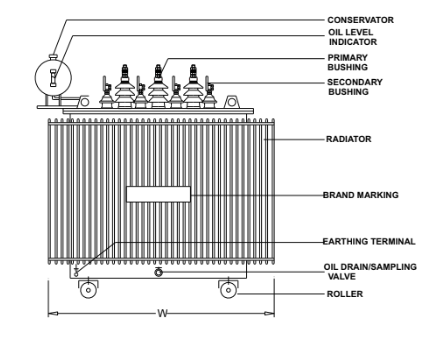 CONSERVATOR
OIL LEVEL
INDICATOR
PRIMARY
BUSHING
SECONDARY
BUSHING
RADIATOR
BRAND MARKING
EARTHING TERMINAL
OIL DRAIN/SAMPLING
VALVE
ROLLER
W